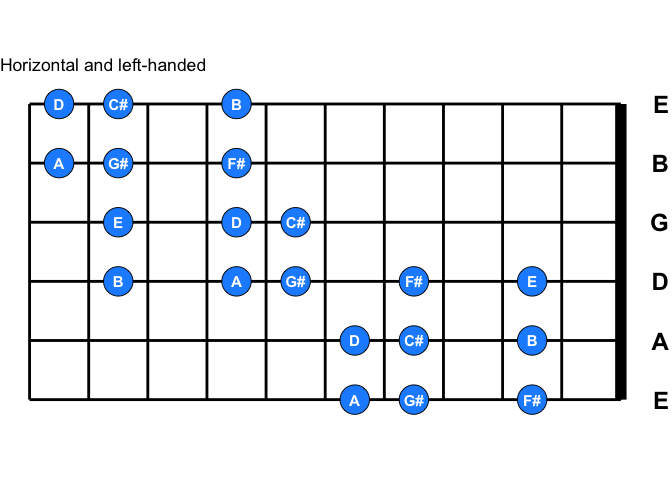 Horizontal and left-handed
D C# B E
A G# F# B
E D C# G
B A G# F# E D
D C# B A
A G# F# E